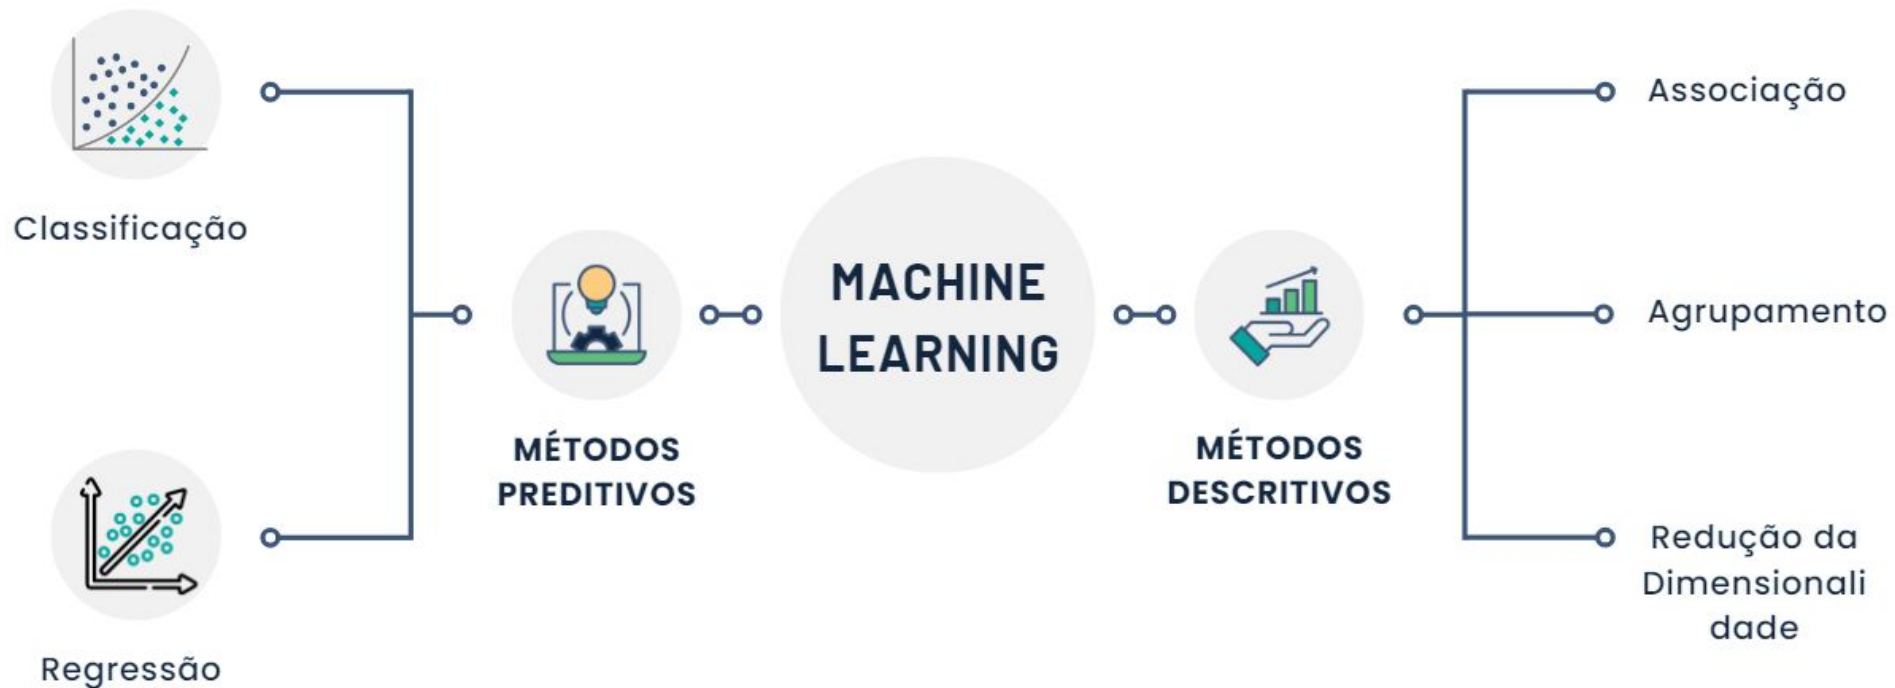 Classificação
Regressão
MÉTODOS
PREDITIVOS
MACHINE
LEARNING
MÉTODOS
DESCRITIVOS
Associação
Agrupamento
Redução da
Dimensionali
dade